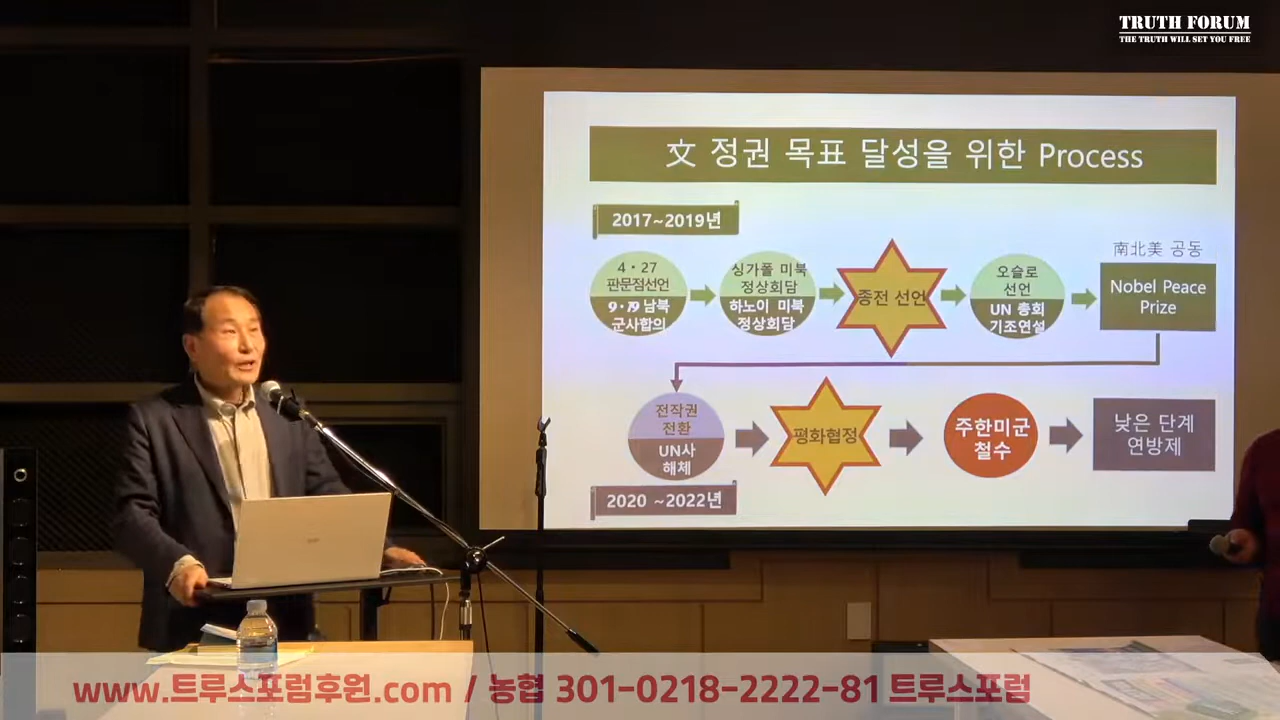 TRUTH FORUM
THE TRUTH WILL SET YOU FREE
文 정권 목표 달성을 위한 Process
2017~2019년
4・27
판문점선언
9・19 남북
군사합의
싱가폴 미북
정상회담
하노이 미북
정상회담
종전 선언
오슬로
선언
UN 총회
기조연설
南北美 공동
Nobel Peace
Prize
전작권
전환
UN사
해체
평화협정
주한미군
철수
낮은 단계
연방제
2020 ~2022년
www.트루스포럼후원.com / 농협 301-0218-2222-81 트루스포럼